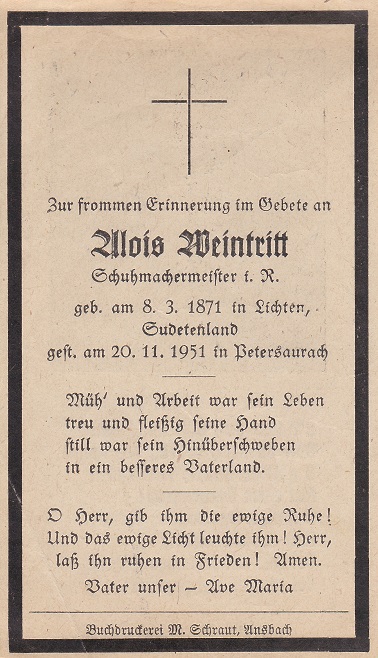 Zur frommen Erinnerung im Gebete an
Alois Weintritt
Schuhmachermeister i. R.
geb. am 8. 3. 1871 in Lichten,
Sudetenland
gest. am 20. 11. 1951 in Petersaurach
Müh' und Arbeit war sein Leben
treu und fleißig seine Hand
still war sein Hinüberschweben
in ein besseres Vaterland.
O Herr, gib ihm die ewige Ruhe!
Und das ewige Licht leuchte ihm! Herr,
laß ihn ruhen in Frieden! Amen.
Vater unser – Ave Maria
Buchdruckerei M. Schraut, Ansbach